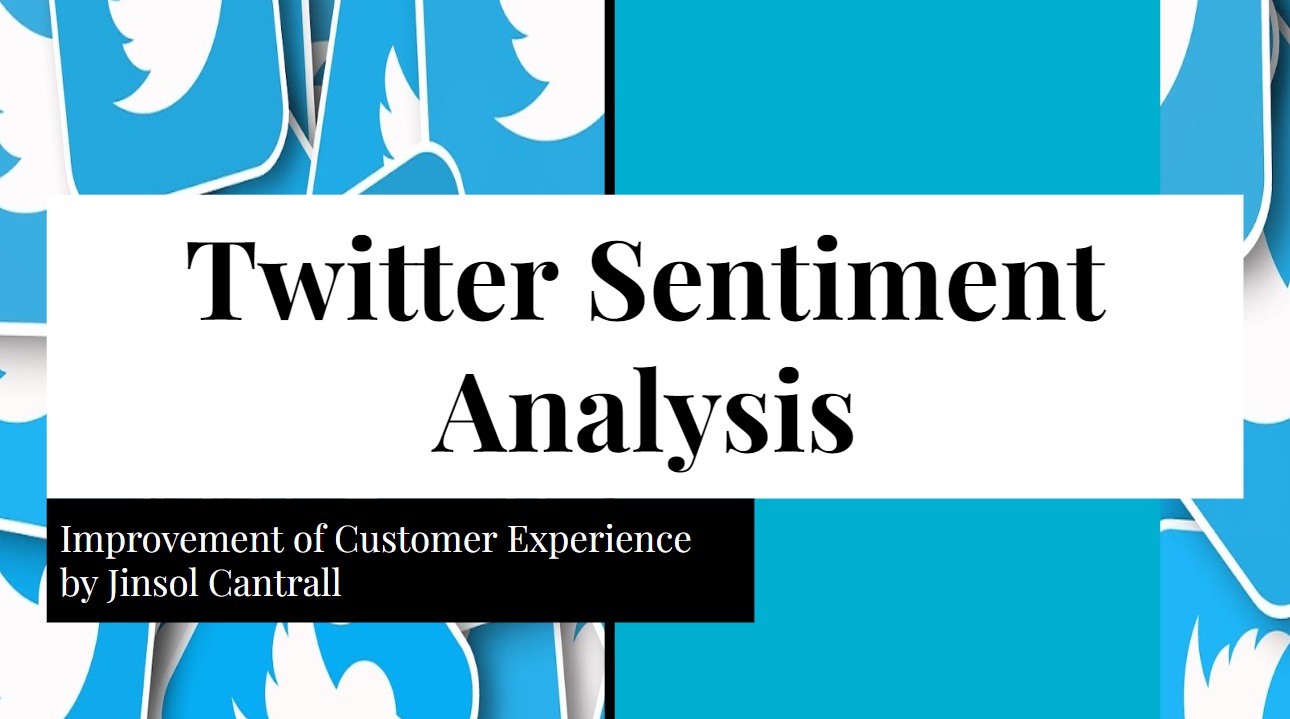 Twitter Sentiment
Analysis
Improvement of Customer Experience
by Jinsol Cantrall